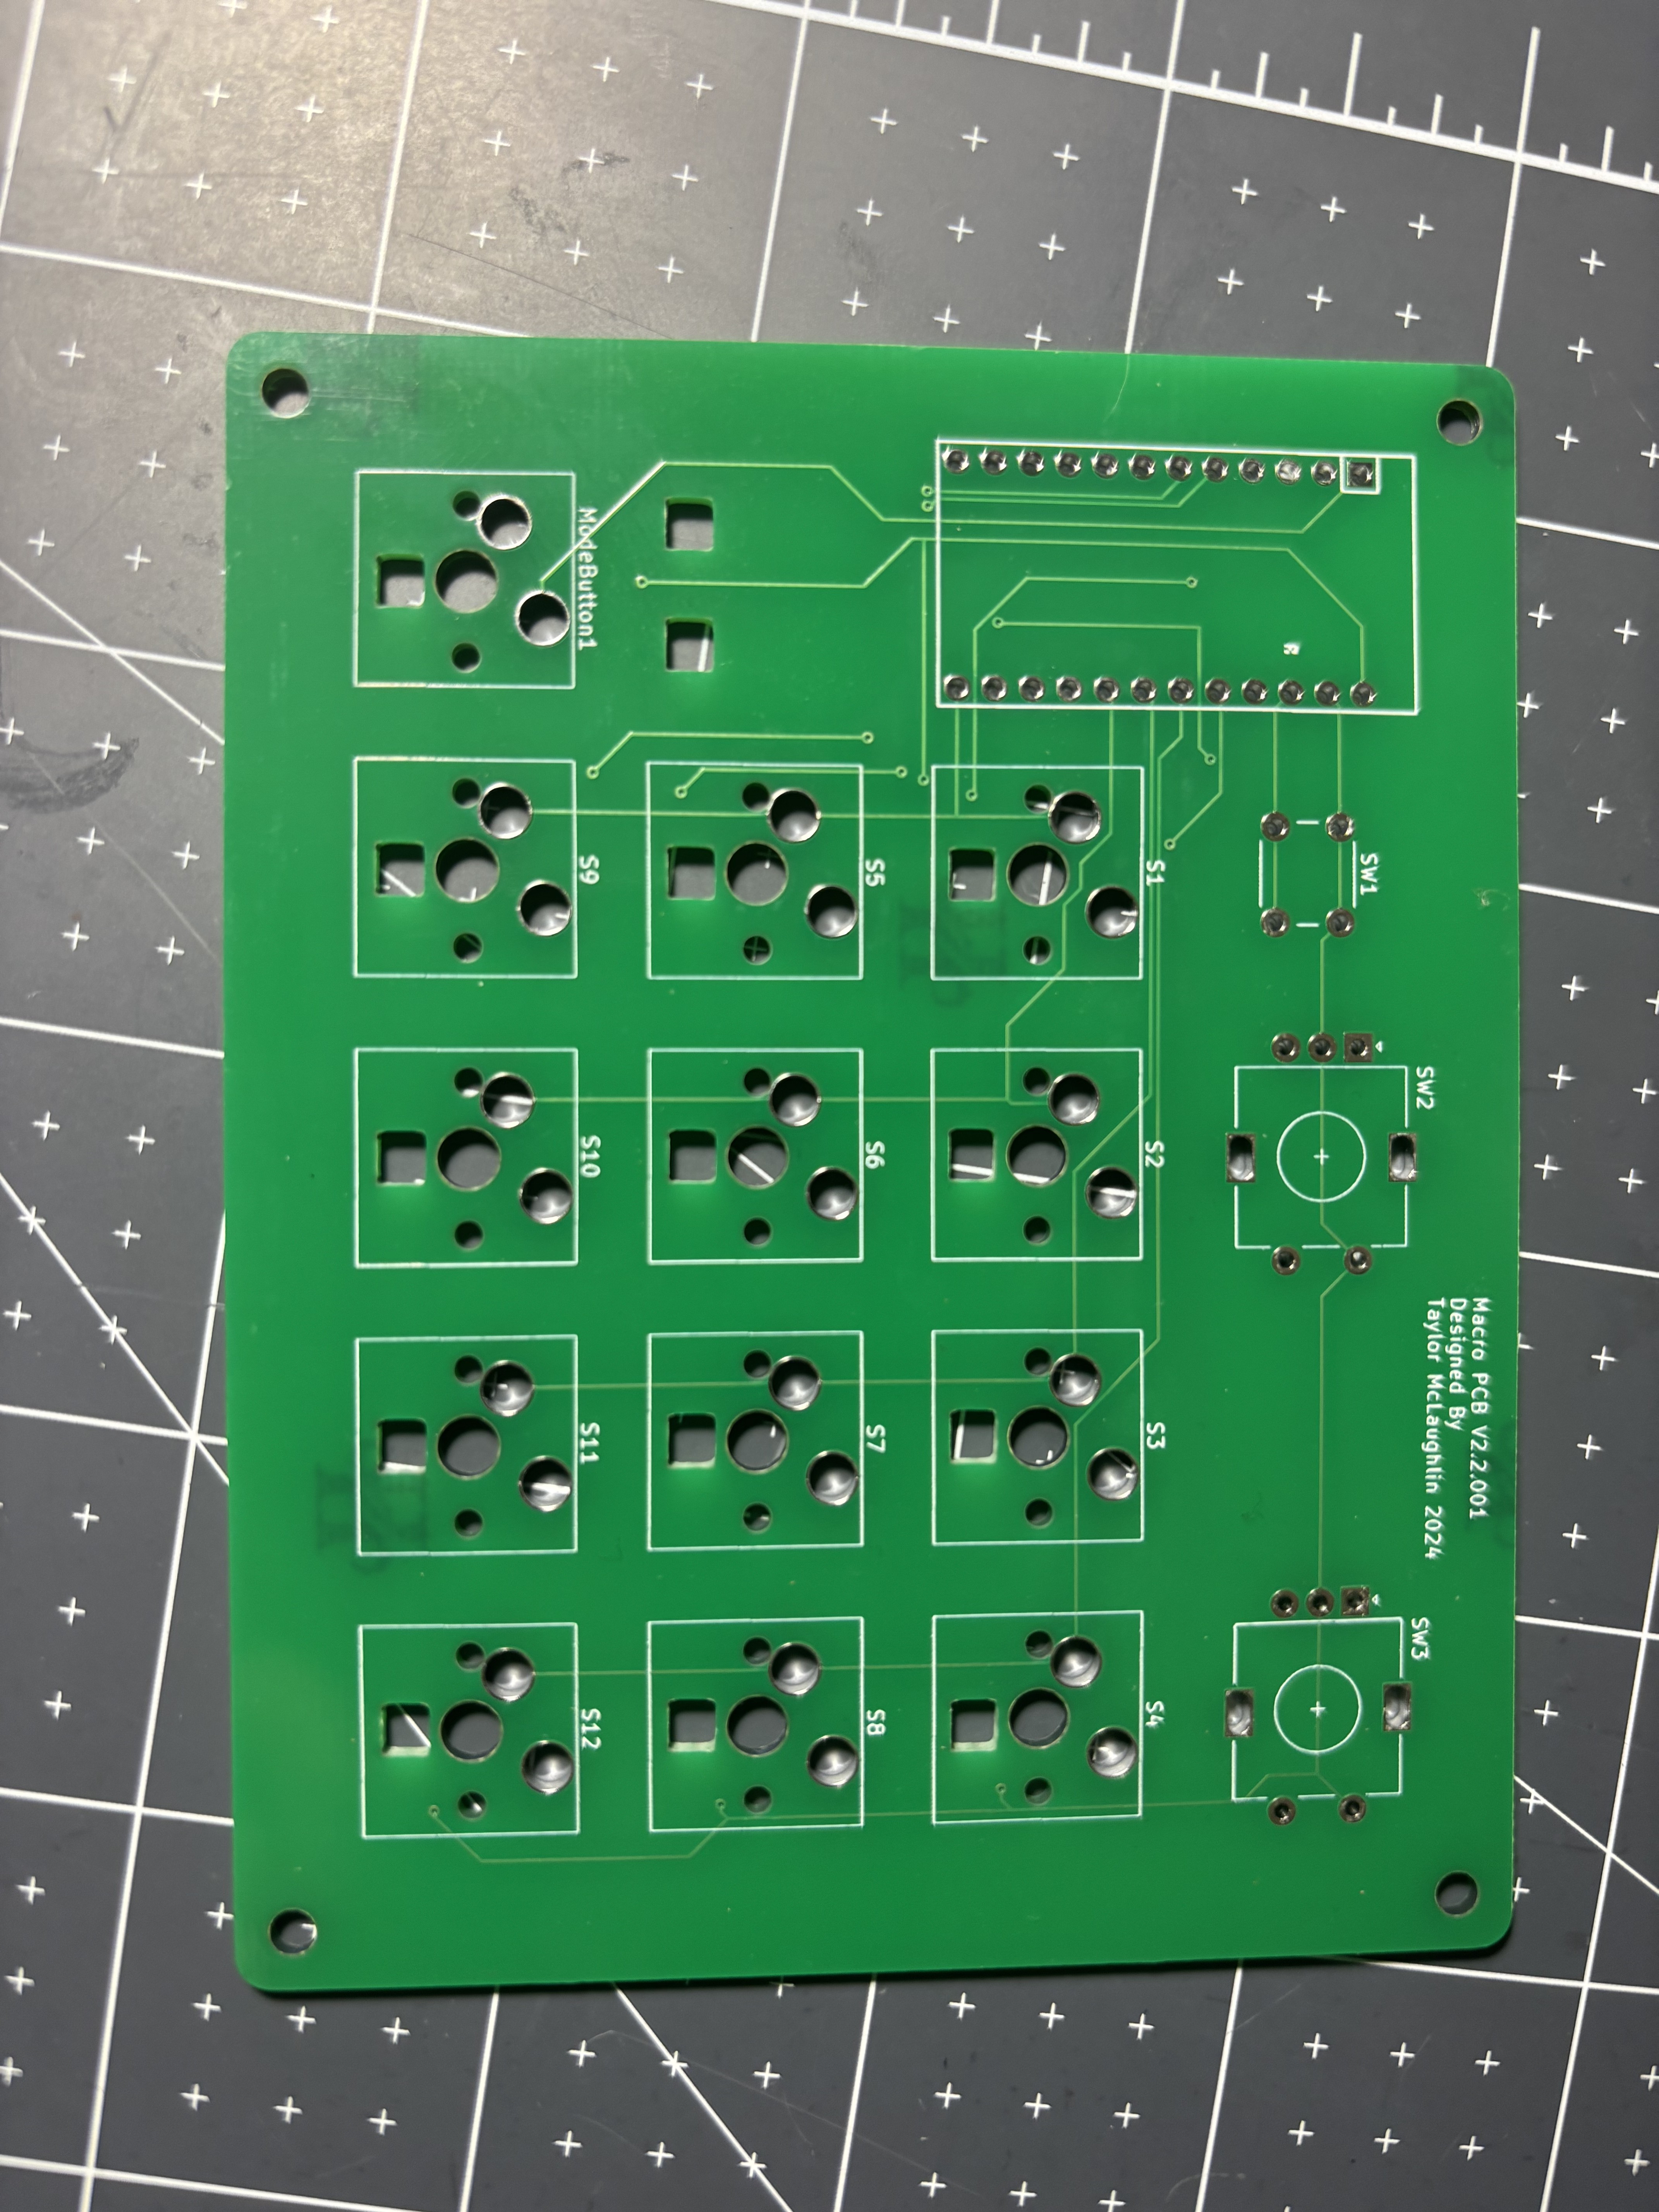 Macro PCB V2.2.001
Designed By
Taylor McLaughlin 2024
SW1
SW2
SW3
S1
S2
S3
S4
S5
S6
S7
S8
ModeButton1
S9
S10
S11
S12